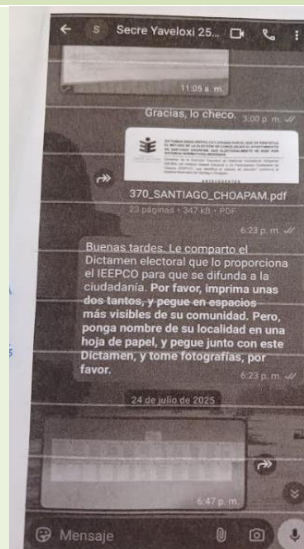 S Secre Yaveloxi 25...
11:05 a. m.
Gracias, lo checo. 3:00 p. m.
370_SANTIAGO_CHOAPAM.pdf
23 páginas • 347 kB • PDF
6:23 p. m.
Buenas tardes. Le comparto el
Dictamen electoral que lo proporciona
el IEEPCO para que se difunda a la
ciudadanía. Por favor, imprima unas
dos tantos, y pegue en espacios
más visibles de su comunidad. Pero,
ponga nombre de su localidad en una
hoja de papel, y pegue junto con este
Dictamen, y tome fotografías, por
favor.
6:23 p. m.
24 de julio de 2025
6:47 p. m.
Mensaje